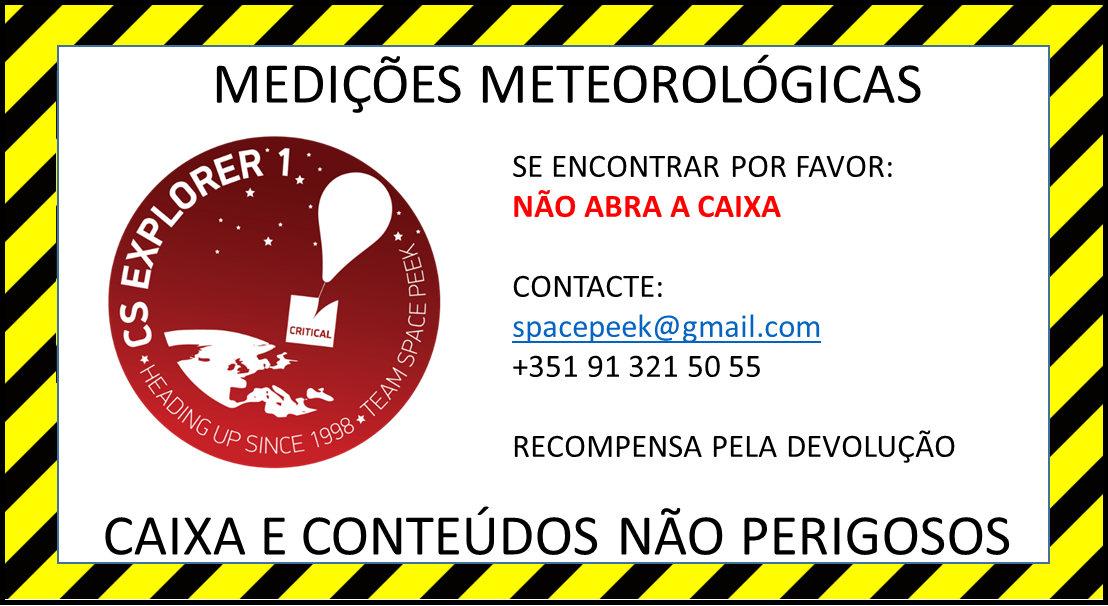 MEDIÇÕES METEOROLÓGICAS
CS EXPLORER 1
CRITICAL
HEADING UP SINCE 1998 ★ TEAM SPACE PEEK
SE ENCONTRAR POR FAVOR:
NÃO ABRA A CAIXA
CONTACTE:
spacepeek@gmail.com
+351 91 321 50 55
RECOMPENSA PELA DEVOLUÇÃO
CAIXA E CONTEÚDOS NÃO PERIGOSOS